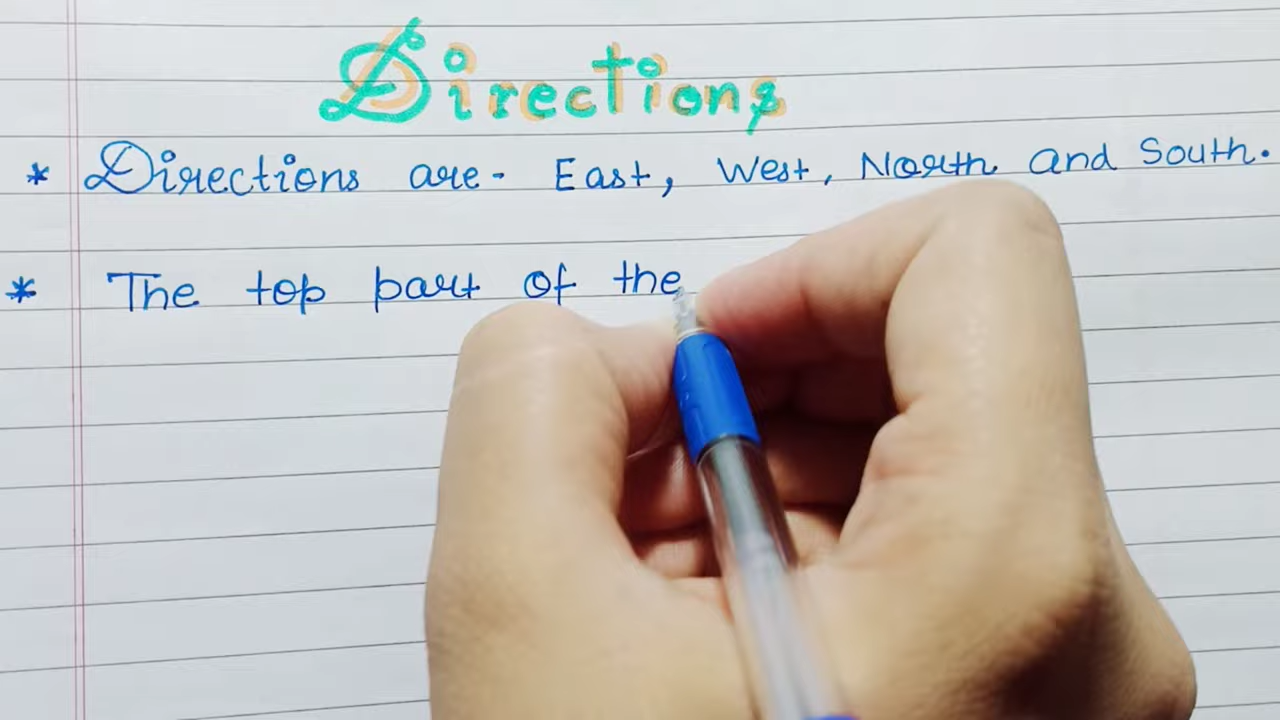 Directions
* Directions are - East, West, North and South.
* The top part of the